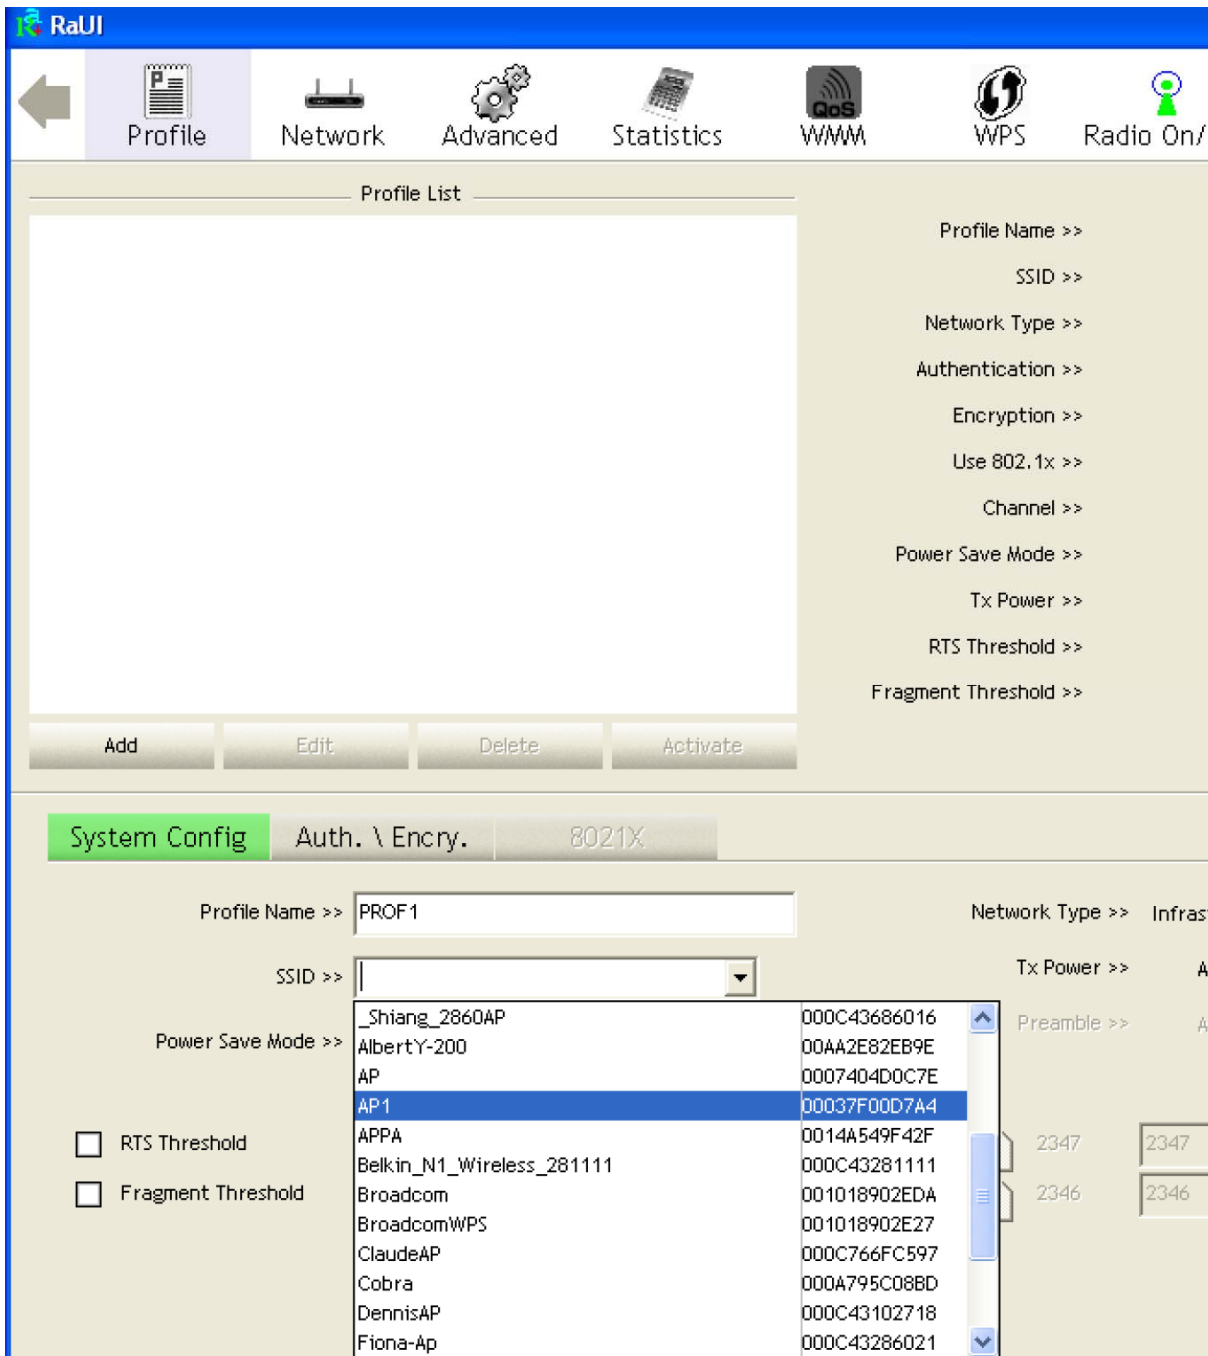 RaUI
Profile Network Advanced Statistics QoS WMM WPS Radio On/
Profile List
Profile Name >>
SSID >>
Network Type >>
Authentication >>
Encryption >>
Use 802.1x >>
Channel >>
Power Save Mode >>
Tx Power >>
RTS Threshold >>
Fragment Threshold >>
Add Edit Delete Activate
System Config Auth. \ Encry. 8021X
Profile Name >> PROF1 Network Type >> Infras
SSID >> Tx Power >> A
_Shiang_2860AP 000C43686016 Preamble >> A
Power Save Mode >> AlbertY-200 00AA2E82EB9E
AP 0007404D0C7E
AP1 00037F00D7A4
RTS Threshold APPA 0014A549F42F 2347 2347
Belkin_N1_Wireless_281111 000C43281111
Fragment Threshold Broadcom 001018902EDA 2346 2346
BroadcomWPS 001018902E27
ClaudeAP 000C766FC597
Cobra 000A795C08BD
DennisAP 000C43102718
Fiona-Ap 000C43286021